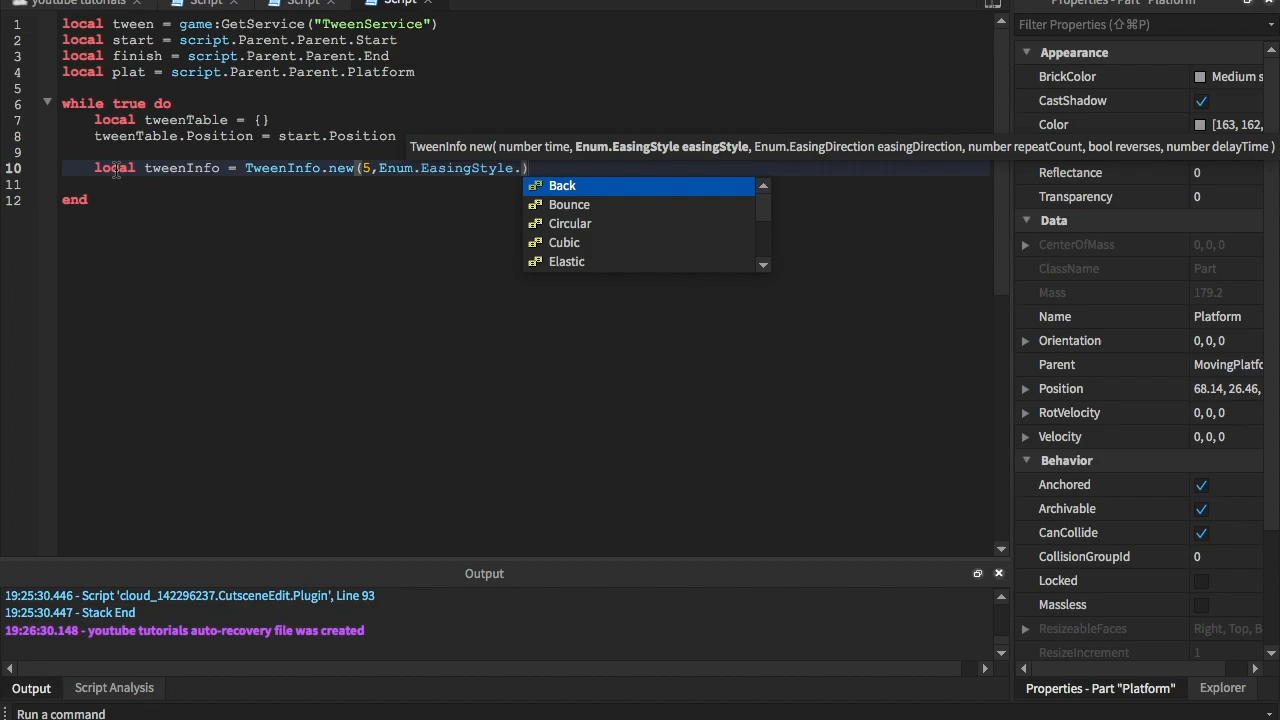 youtube tutorials
Script
Script
Script
Properties - Part "Platform"
1 local tween = game:GetService("TweenService")
2 local start = script.Parent.Parent.Start
3 local finish = script.Parent.Parent.End
4 local plat = script.Parent.Parent.Platform
5
6 while true do
7 local tweenTable = {}
8 tweenTable.Position = start.Position
9
TweenInfo new( number time, Enum.EasingStyle easingStyle, Enum.EasingDirection easingDirection, number repeatCount, bool reverses, number delayTime )
10 local tweenInfo = TweenInfo.new(5,Enum.EasingStyle.)
11
12 end
Back
Bounce
Circular
Cubic
Elastic
Filter Properties (⇧⌘P)
Appearance
BrickColor Medium s
CastShadow
Color [163, 162,
Reflectance 0
Transparency 0
Data
CenterOfMass 0, 0, 0
ClassName Part
Mass 179.2
Name Platform
Orientation 0, 0, 0
Parent MovingPlatfo
Position 68.14, 26.46,
RotVelocity 0, 0, 0
Velocity 0, 0, 0
Behavior
Anchored
Archivable
CanCollide
CollisionGroupId 0
Locked
Massless
ResizeableFaces Right, Top, B
ResizeIncrement 1
Properties - Part "Platform" Explorer
Output
19:25:30.446 - Script 'cloud_142296237.CutsceneEdit.Plugin', Line 93
19:25:30.447 - Stack End
19:26:30.148 - youtube tutorials auto-recovery file was created
Output Script Analysis
Run a command